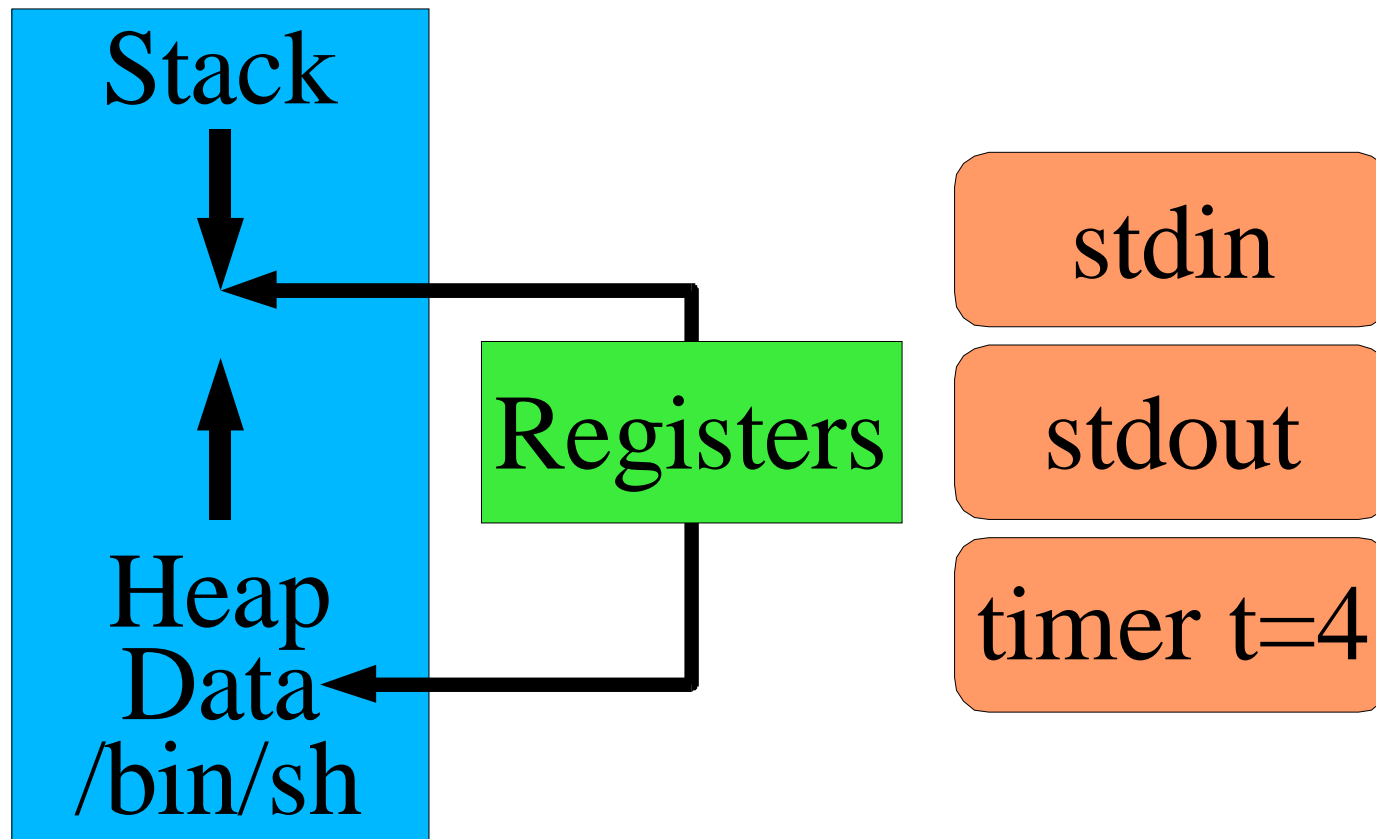 Stack
Heap
Data
/bin/sh
Registers
stdin
stdout
timer t=4